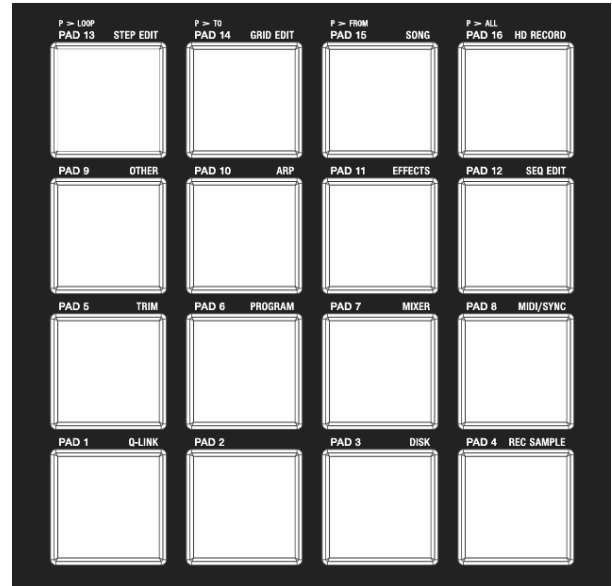 P > LOOP P > TO P > FROM P > ALL
PAD 13 STEP EDIT PAD 14 GRID EDIT PAD 15 SONG PAD 16 HD RECORD
PAD 9 OTHER PAD 10 ARP PAD 11 EFFECTS PAD 12 SEQ EDIT
PAD 5 TRIM PAD 6 PROGRAM PAD 7 MIXER PAD 8 MIDI/SYNC
PAD 1 Q-LINK PAD 2 PAD 3 DISK PAD 4 REC SAMPLE